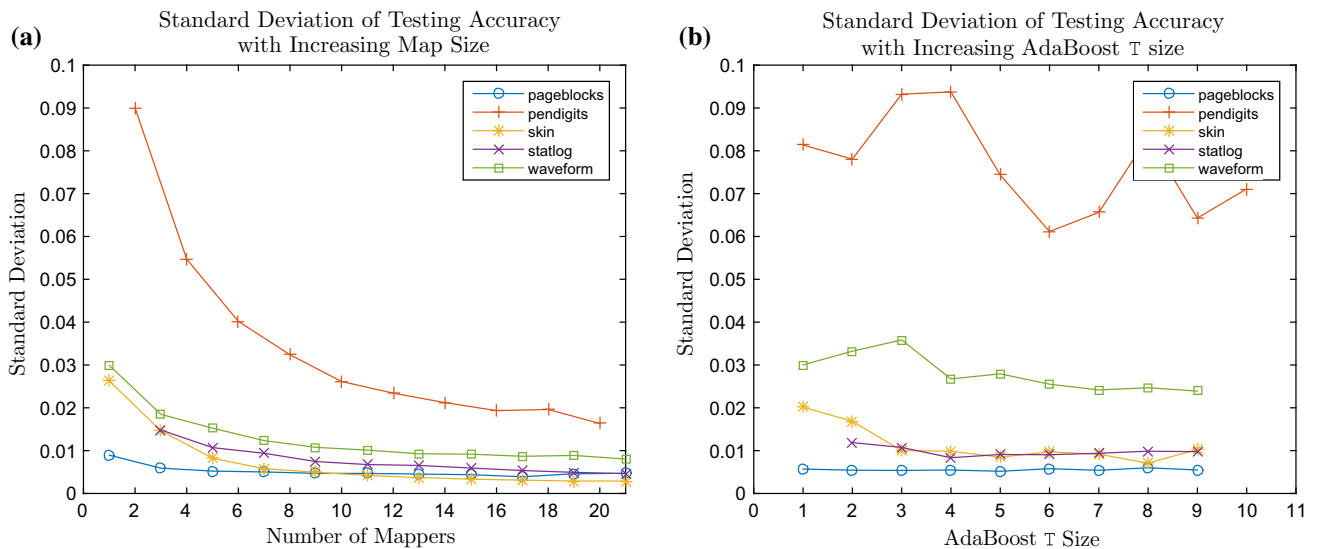 (a)
Standard Deviation of Testing Accuracy
with Increasing Map Size
0.1
0.09
0.08
0.07
0.06
0.05
0.04
0.03
0.02
0.01
0
Standard Deviation
pageblocks
pendigits
skin
statlog
waveform
0 2 4 6 8 10 12 14 16 18 20
Number of Mappers
(b)
Standard Deviation of Testing Accuracy
with Increasing AdaBoost T size
0.1
0.09
0.08
0.07
0.06
0.05
0.04
0.03
0.02
0.01
0
Standard Deviation
pageblocks
pendigits
skin
statlog
waveform
0 1 2 3 4 5 6 7 8 9 10 11
AdaBoost T Size